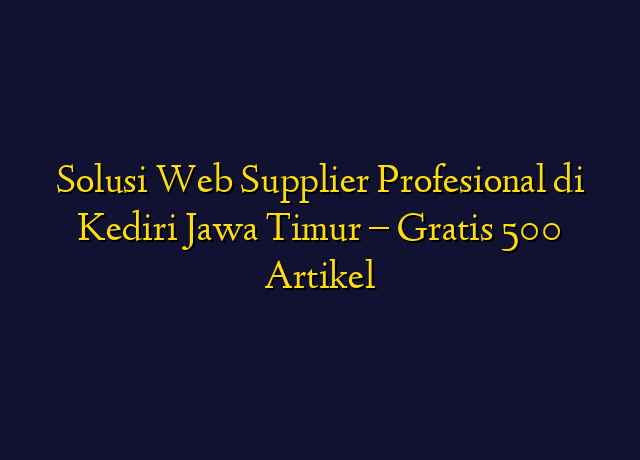 Solusi Web Supplier Profesional di
Kediri Jawa Timur – Gratis 500
Artikel